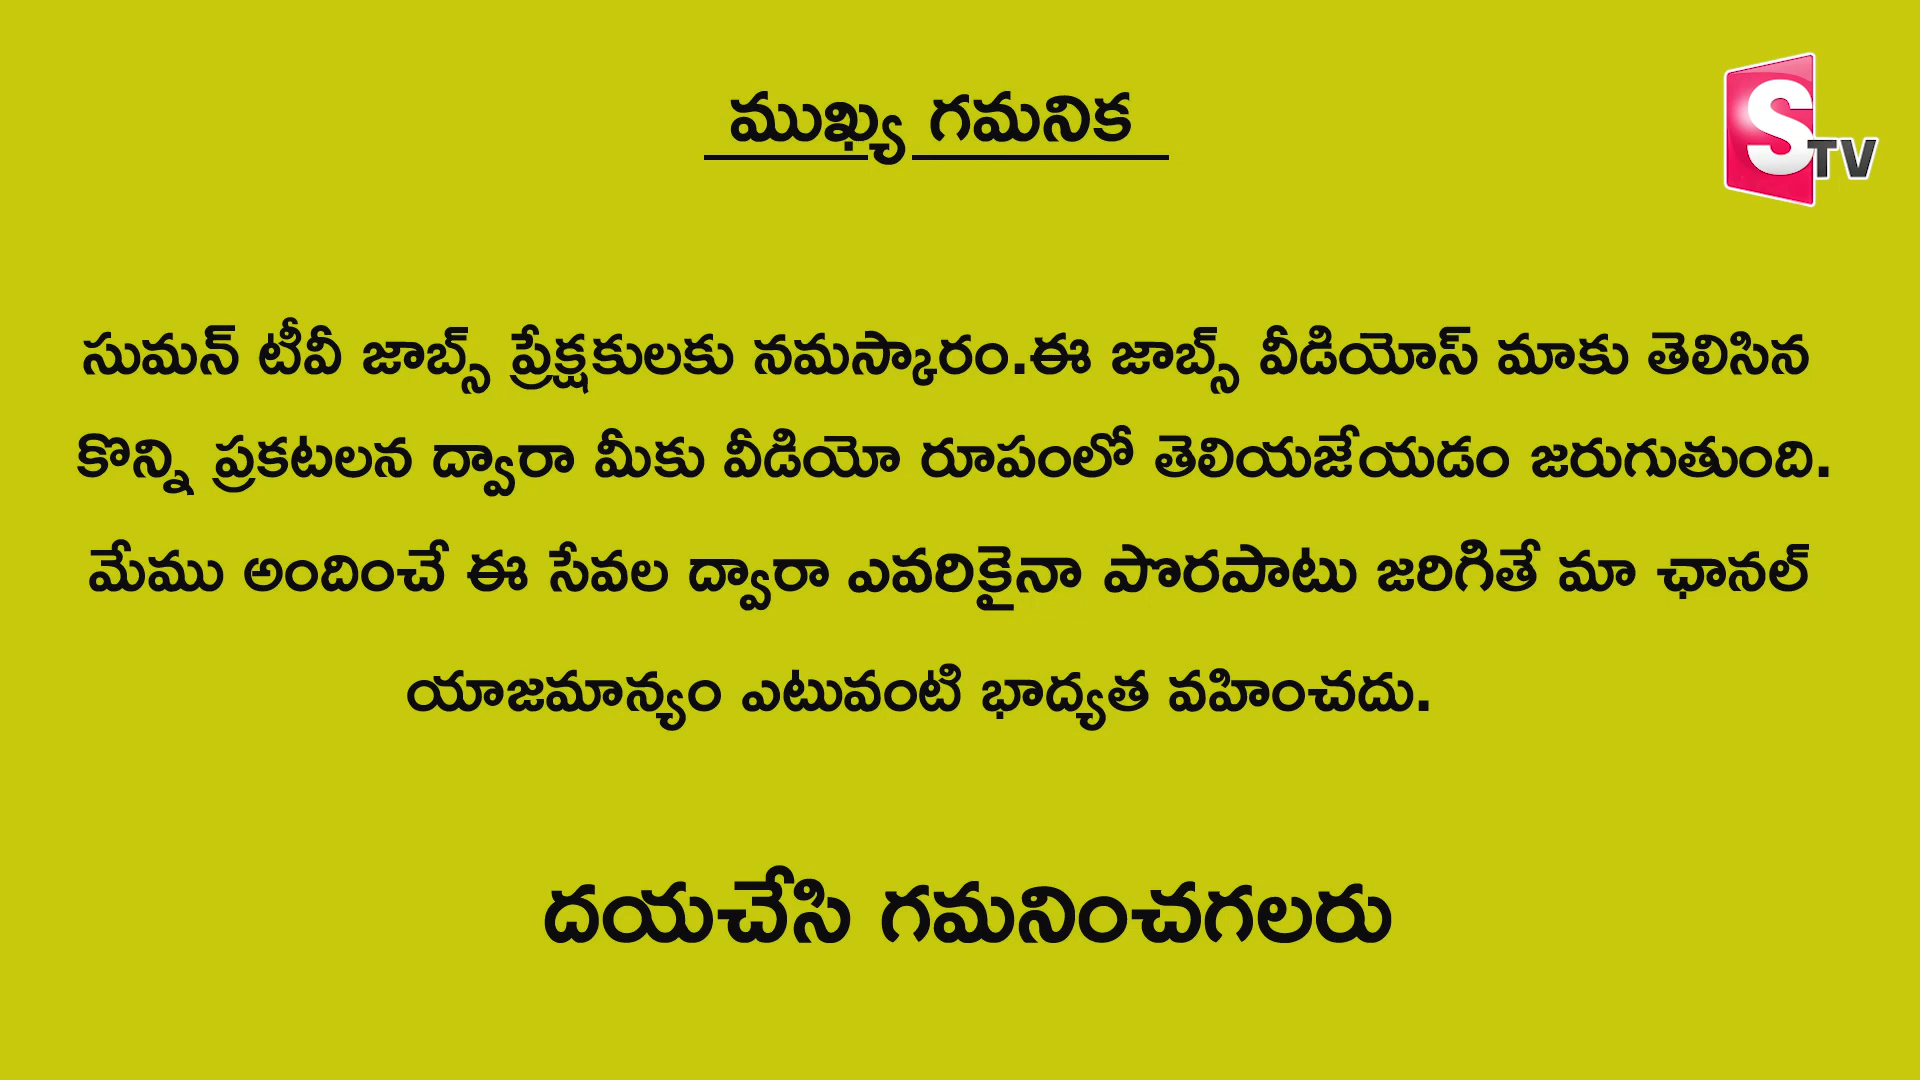 ముఖ్య గమనిక
STV
సుమన్ టీవీ జాబ్స్ ప్రేక్షకులకు నమస్కారం.ఈ జాబ్స్ వీడియోస్ మాకు తెలిసిన
కొన్ని ప్రకటలన ద్వారా మీకు వీడియో రూపంలో తెలియజేయడం జరుగుతుంది.
మేము అందించే ఈ సేవల ద్వారా ఎవరికైనా పొరపాటు జరిగితే మా ఛానల్
యాజమాన్యం ఎటువంటి భాద్యత వహించదు.
దయచేసి గమనించగలరు